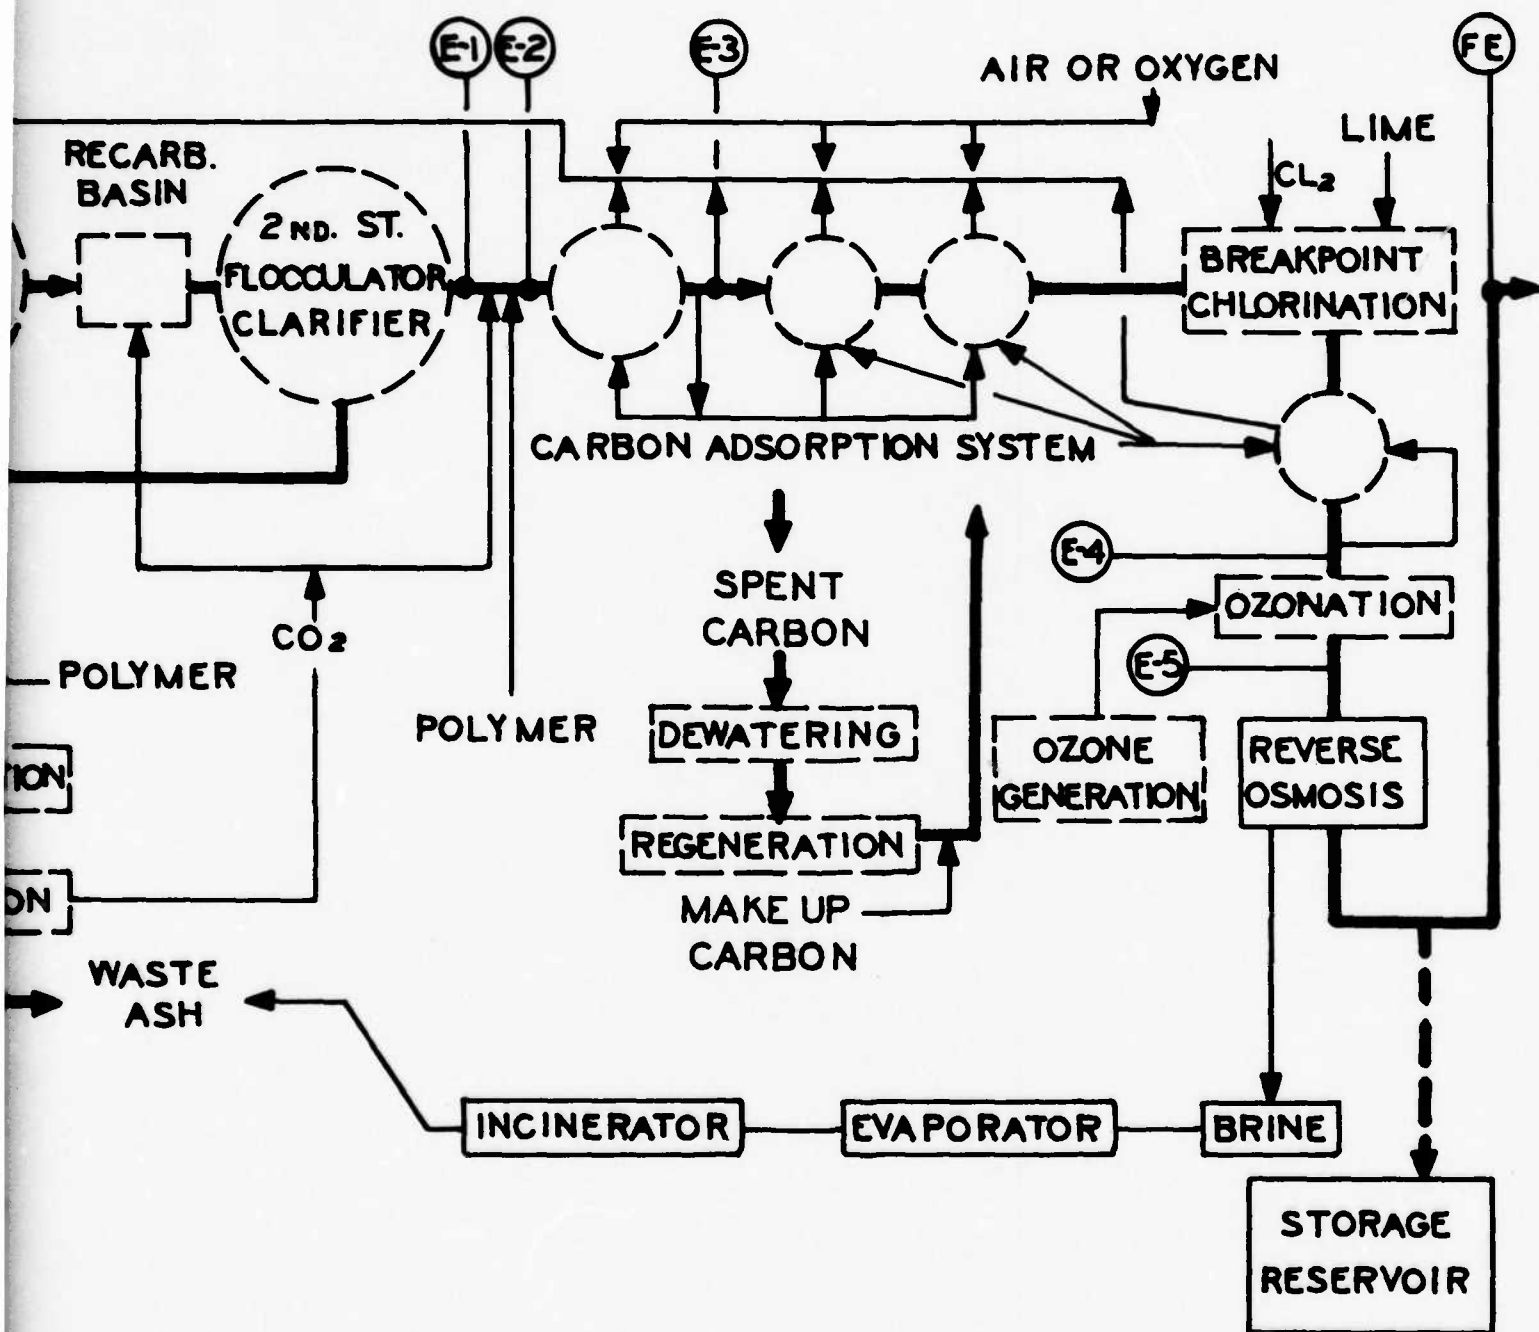 E-1
E-2
E-3
FE
AIR OR OXYGEN
LIME
CL2
RECARB.
BASIN
2ND. ST.
FLOCCULATOR
CLARIFIER
BREAKPOINT
CHLORINATION
CARBON ADSORPTION SYSTEM
E-4
SPENT
CARBON
OZONATION
CO2
E-5
POLYMER
POLYMER
DEWATERING
OZONE
GENERATION
REVERSE
OSMOSIS
TION
REGENERATION
ON
MAKE UP
CARBON
WASTE
ASH
INCINERATOR
EVAPORATOR
BRINE
STORAGE
RESERVOIR